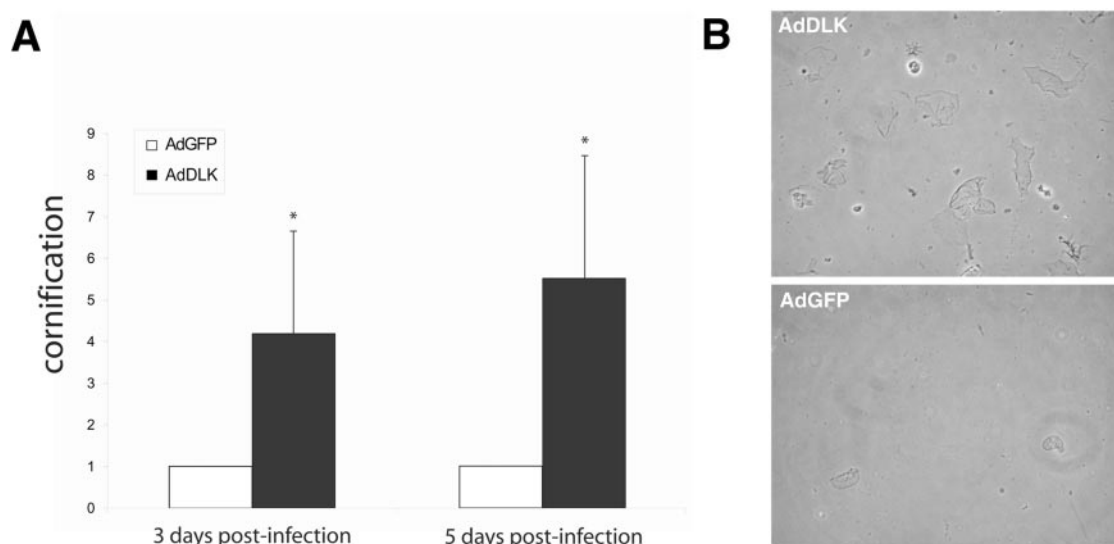 A
B
AdDLK
9
AdGFP
8
AdDLK
*
*
7
6
5
4
3
2
1
0
cornification
3 days post-infection
5 days post-infection
AdGFP